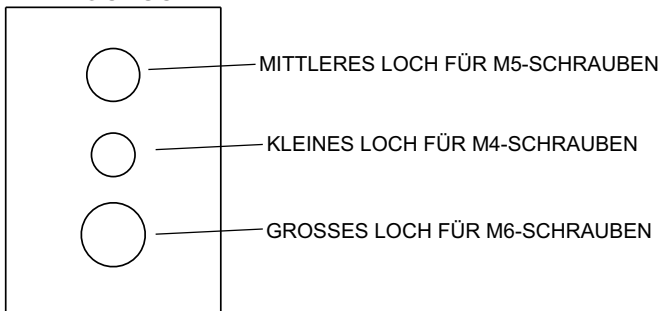 MITTLERES LOCH FÜR M5-SCHRAUBEN
KLEINES LOCH FÜR M4-SCHRAUBEN
GROSSES LOCH FÜR M6-SCHRAUBEN